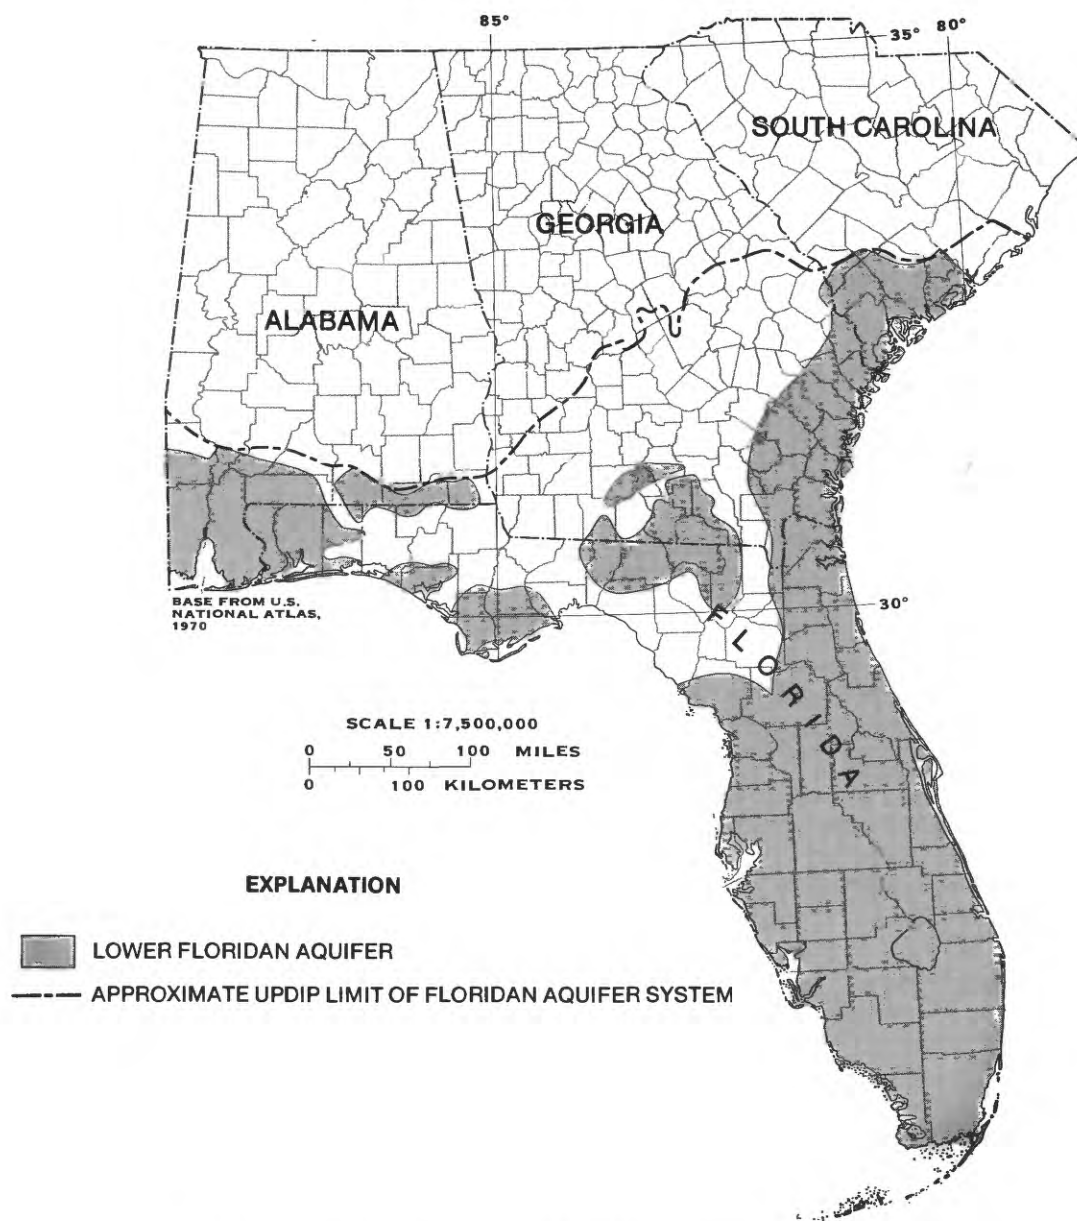 85°
35° 80°
SOUTH CAROLINA
GEORGIA
ALABAMA
BASE FROM U.S.
NATIONAL ATLAS,
1970
30°
FLORIDA
SCALE 1:7,500,000
0 50 100 MILES
0 100 KILOMETERS
EXPLANATION
LOWER FLORIDAN AQUIFER
APPROXIMATE UPDIP LIMIT OF FLORIDAN AQUIFER SYSTEM